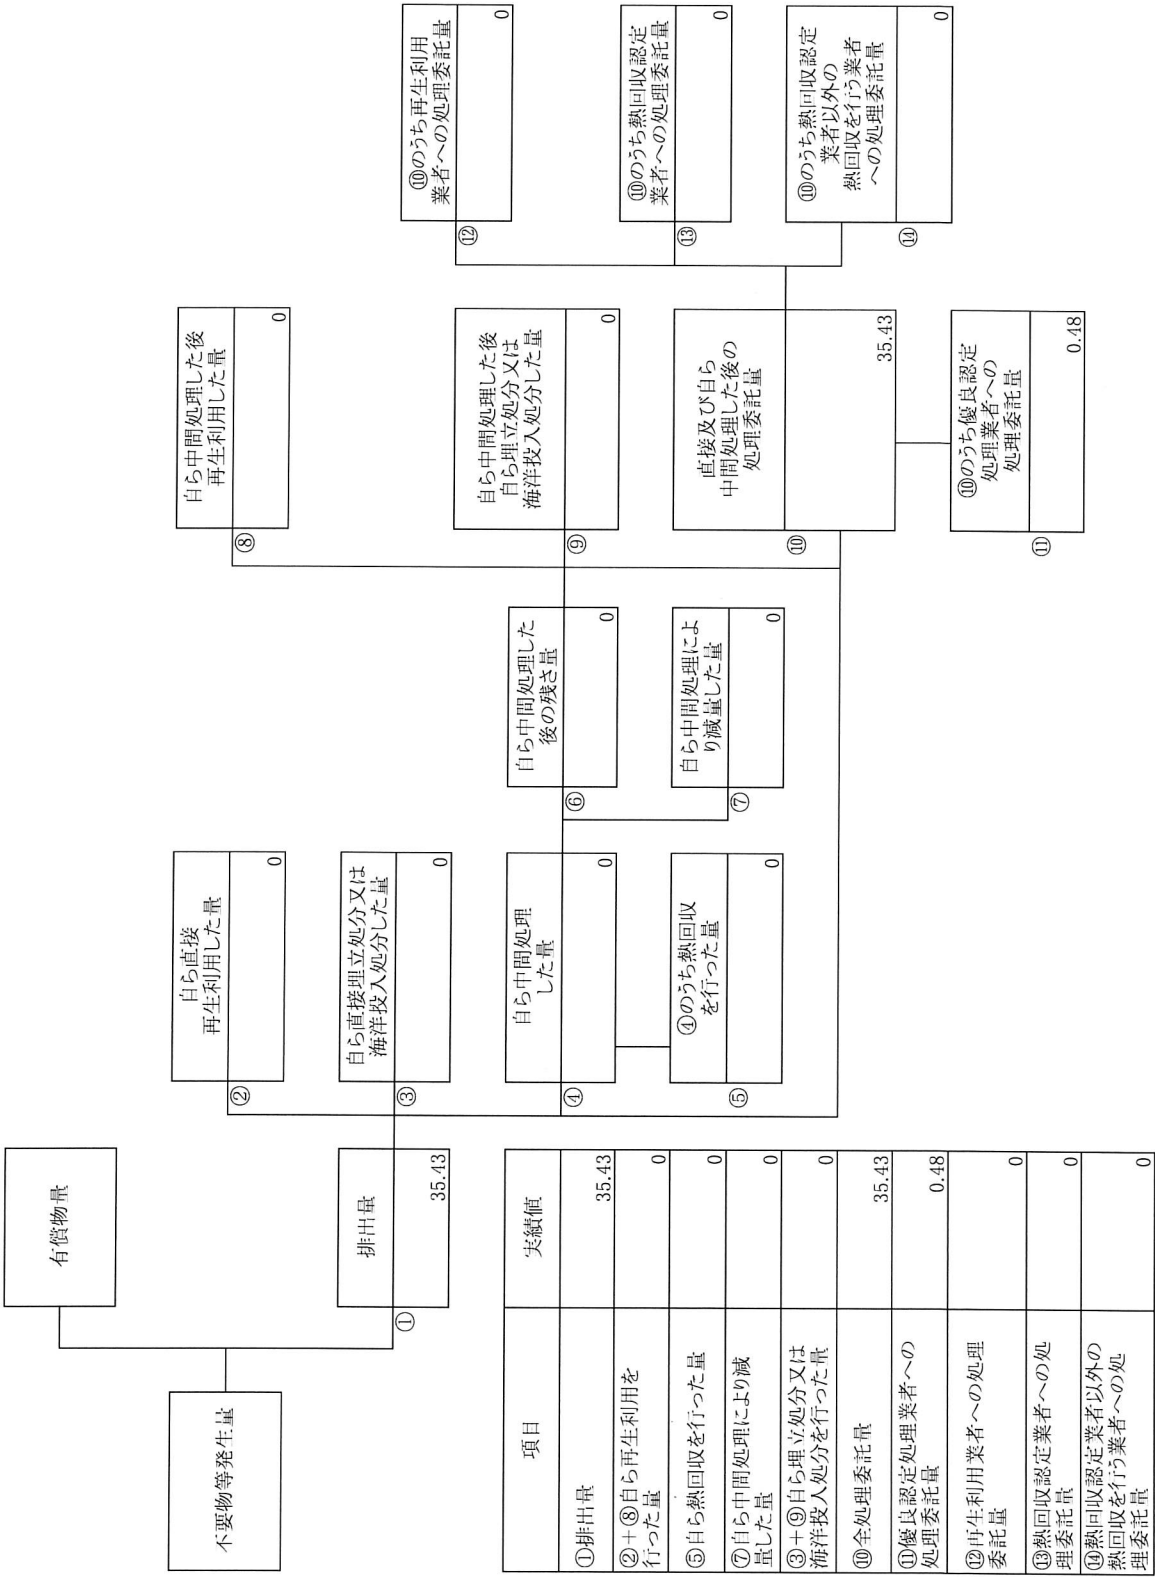 不要物等発生量
有償物量
排出量
①
35.43
自ら直接
再生利用した量
②
0
自ら直接埋立処分又は
海洋投入処分した量
③
0
自ら中間処理
した量
④
0
④のうち熱回収
を行った量
⑤
0
自ら中間処理した
後の残さ量
⑥
0
自ら中間処理によ
り減量した量
⑦
0
自ら中間処理した後
再生利用した量
⑧
0
自ら中間処理した後
自ら埋立処分又は
海洋投入処分した量
⑨
0
直接及び自ら
中間処理した後の
処理委託量
⑩
35.43
⑩のうち優良認定
処理業者への
処理委託量
⑪
0.48
⑩のうち再生利用
業者への処理委託量
⑫
0
⑩のうち熱回収認定
業者への処理委託量
⑬
0
⑩のうち熱回収認定
業者以外の
熱回収を行う業者
への処理委託量
⑭
0
項目 実績値
①排出量 35.43
②+⑧自ら再生利用を
行った量 0
⑤自ら熱回収を行った量 0
⑦自ら中間処理により減
量した量 0
③+⑨自ら埋立処分又は
海洋投入処分を行った量 0
⑩全処理委託量 35.43
⑪優良認定処理業者への
処理委託量 0.48
⑫再生利用業者への処理
委託量 0
⑬熱回収認定業者への処
理委託量 0
⑭熱回収認定業者以外の
熱回収を行う業者への処
理委託量 0